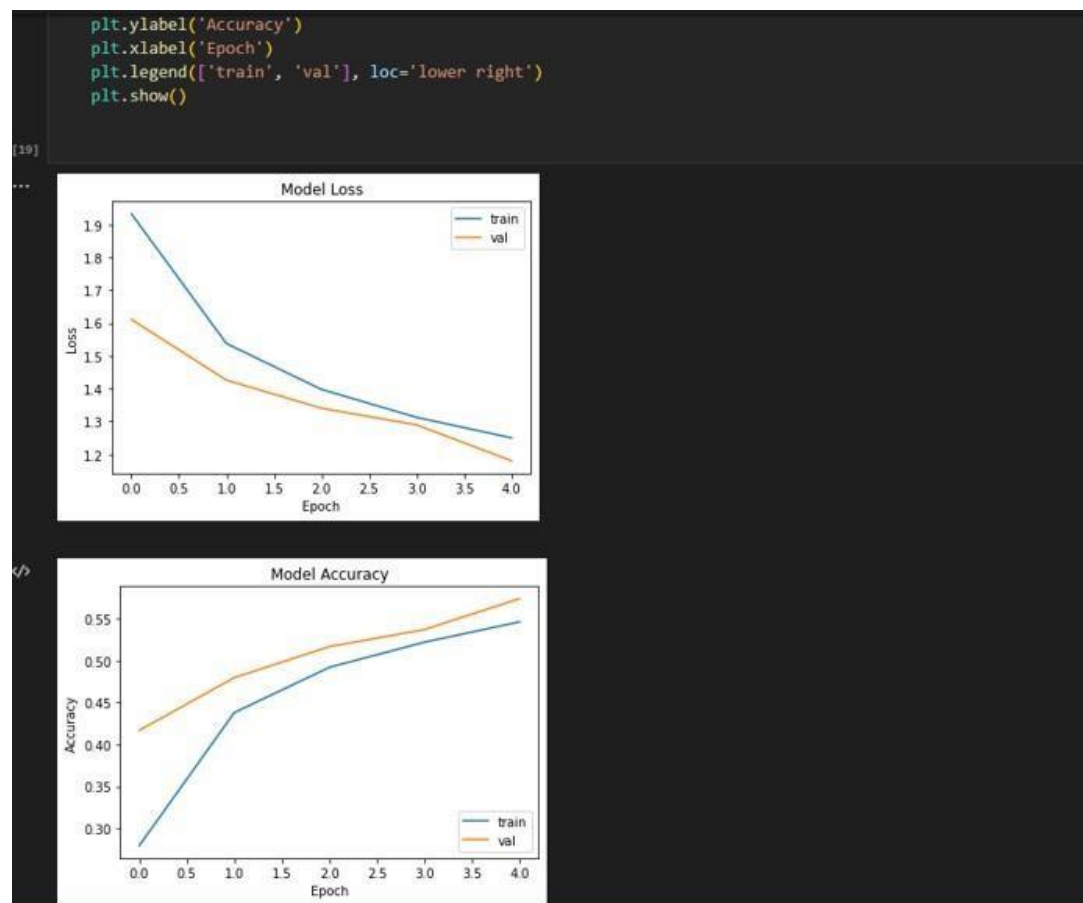 plt.ylabel('Accuracy')
plt.xlabel('Epoch')
plt.legend(['train', 'val'], loc='lower right')
plt.show()
[19]
...
Model Loss
train
val
1.9
1.8
1.7
1.6
1.5
1.4
1.3
1.2
Loss
0.0 0.5 1.0 1.5 2.0 2.5 3.0 3.5 4.0
Epoch
</>
Model Accuracy
0.55
0.50
0.45
0.40
0.35
0.30
Accuracy
train
val
0.0 0.5 1.0 1.5 2.0 2.5 3.0 3.5 4.0
Epoch